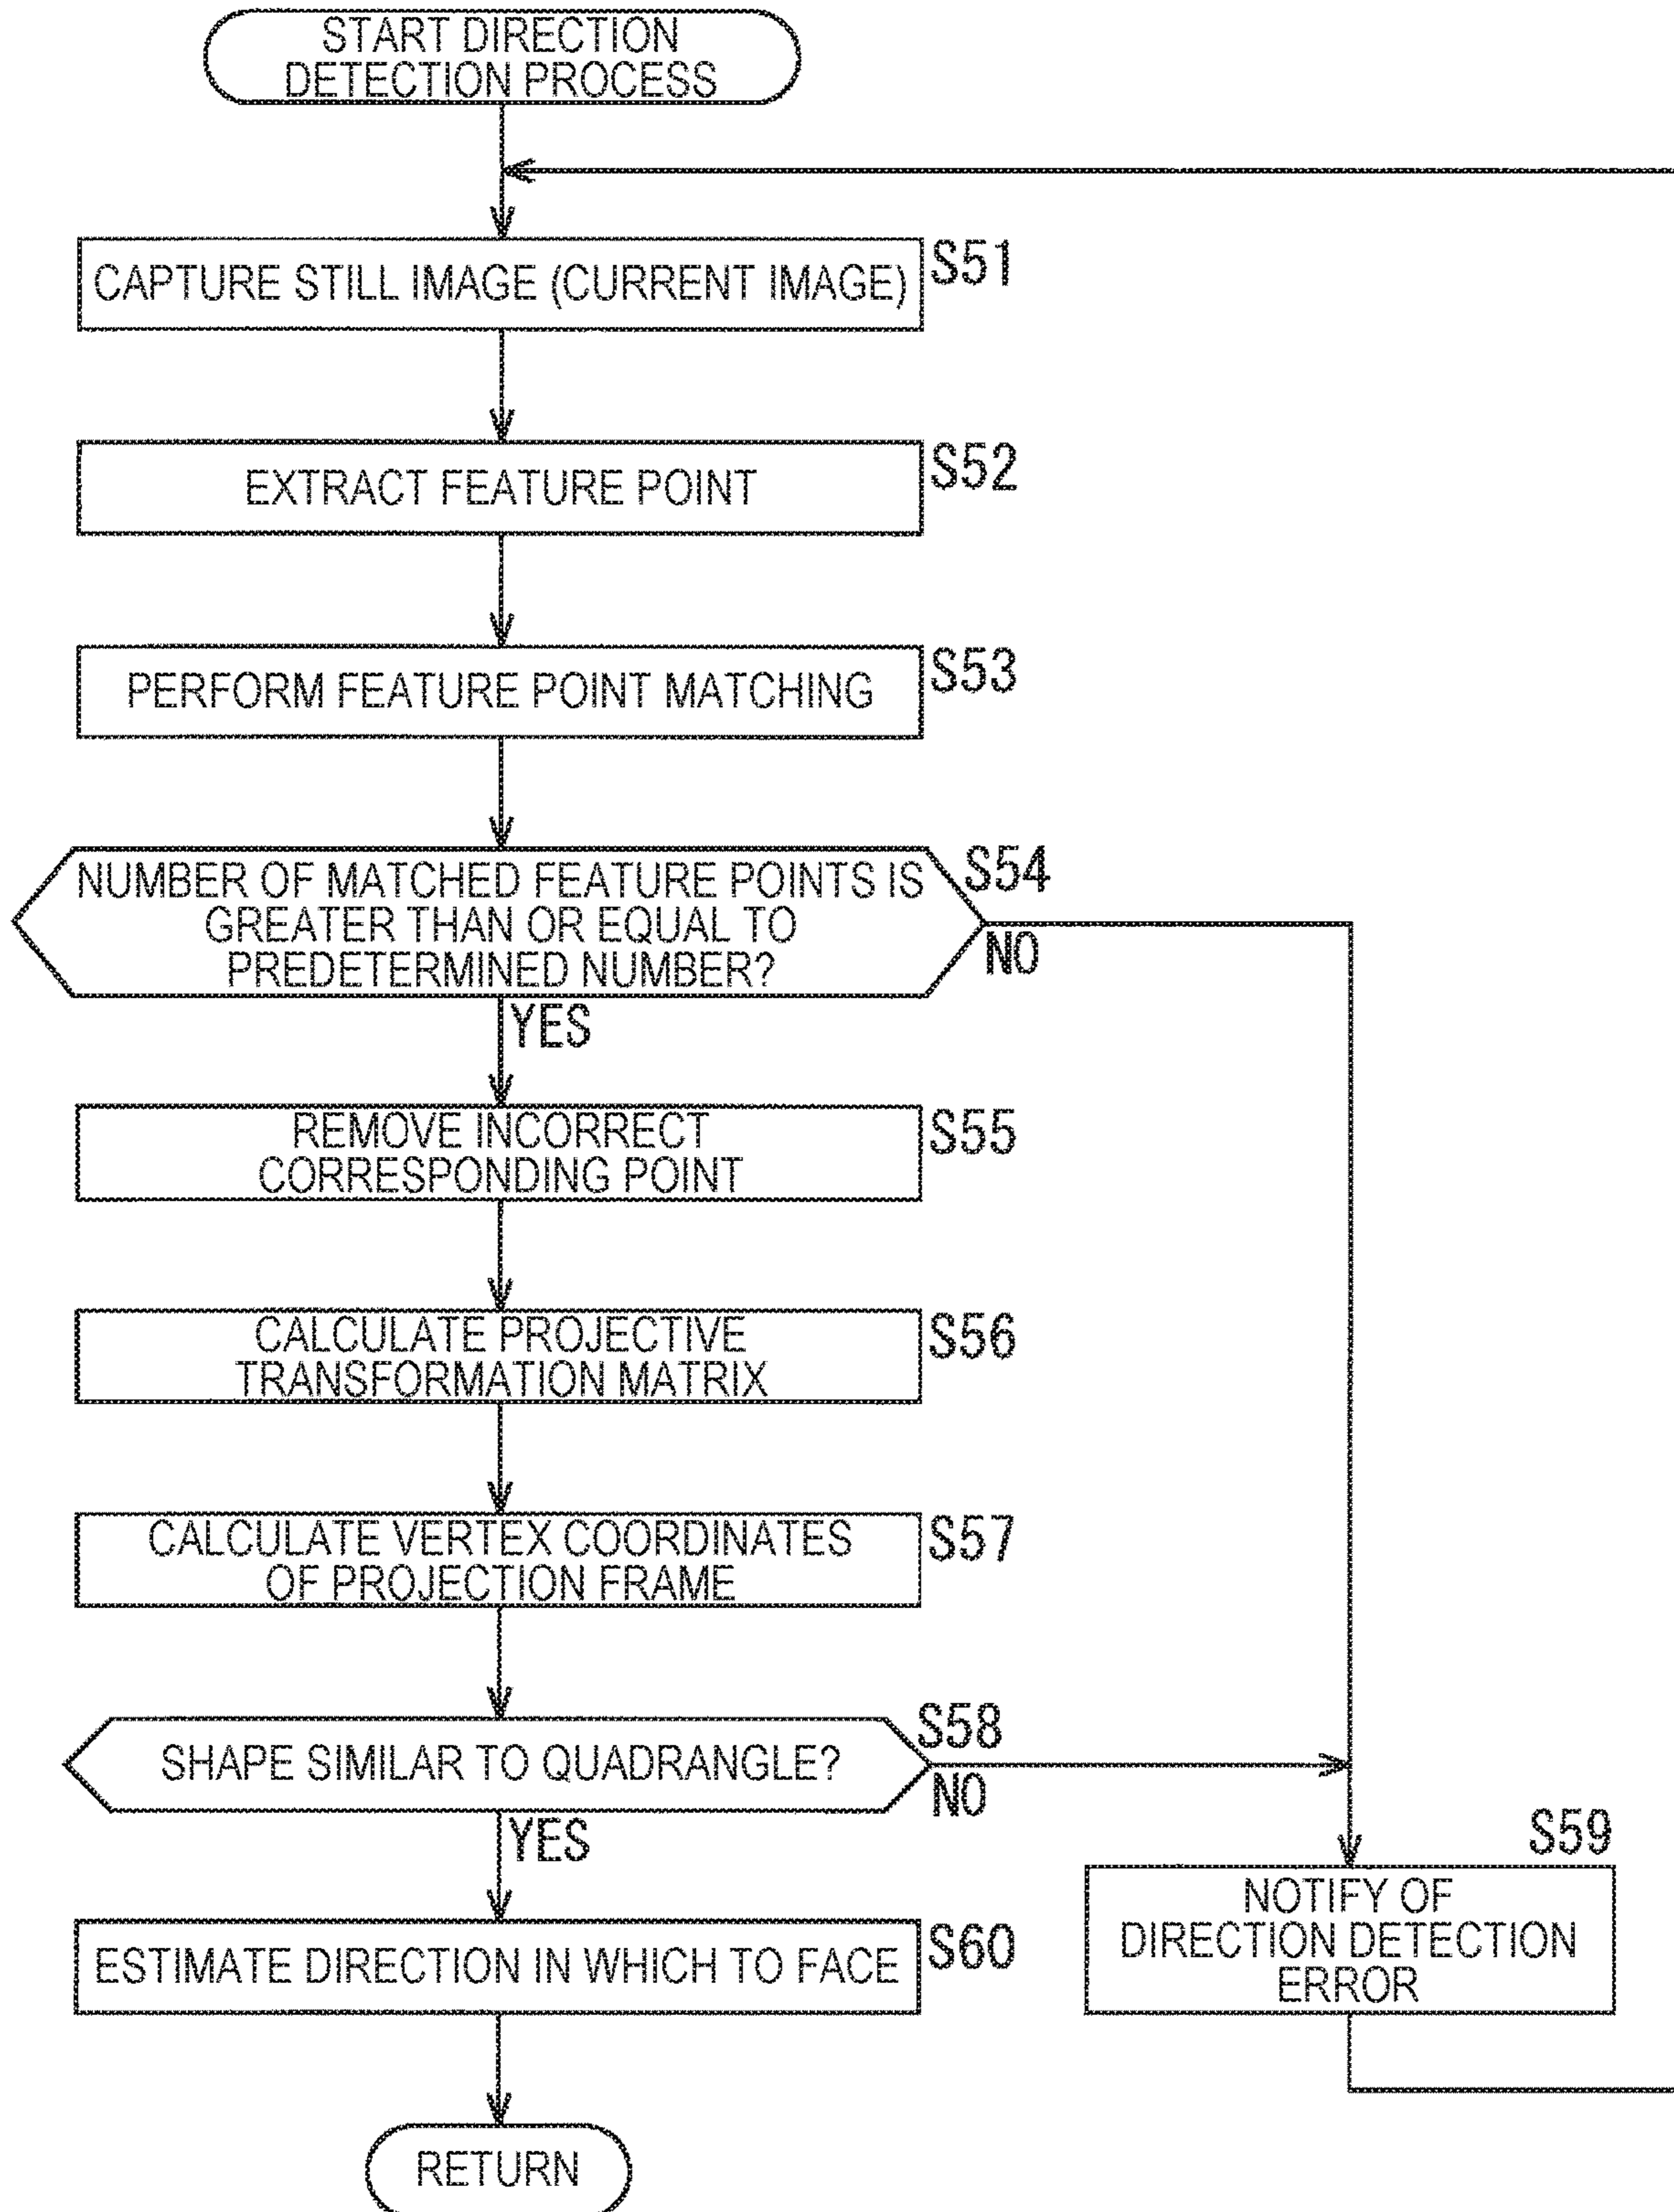 START DIRECTION
DETECTION PROCESS
CAPTURE STILL IMAGE (CURRENT IMAGE)
S51
EXTRACT FEATURE POINT
S52
PERFORM FEATURE POINT MATCHING
S53
NUMBER OF MATCHED FEATURE POINTS IS
GREATER THAN OR EQUAL TO
PREDETERMINED NUMBER?
S54
NO
YES
REMOVE INCORRECT
CORRESPONDING POINT
S55
CALCULATE PROJECTIVE
TRANSFORMATION MATRIX
S56
CALCULATE VERTEX COORDINATES
OF PROJECTION FRAME
S57
SHAPE SIMILAR TO QUADRANGLE?
S58
NO
YES
S59
NOTIFY OF
DIRECTION DETECTION
ERROR
ESTIMATE DIRECTION IN WHICH TO FACE
S60
RETURN